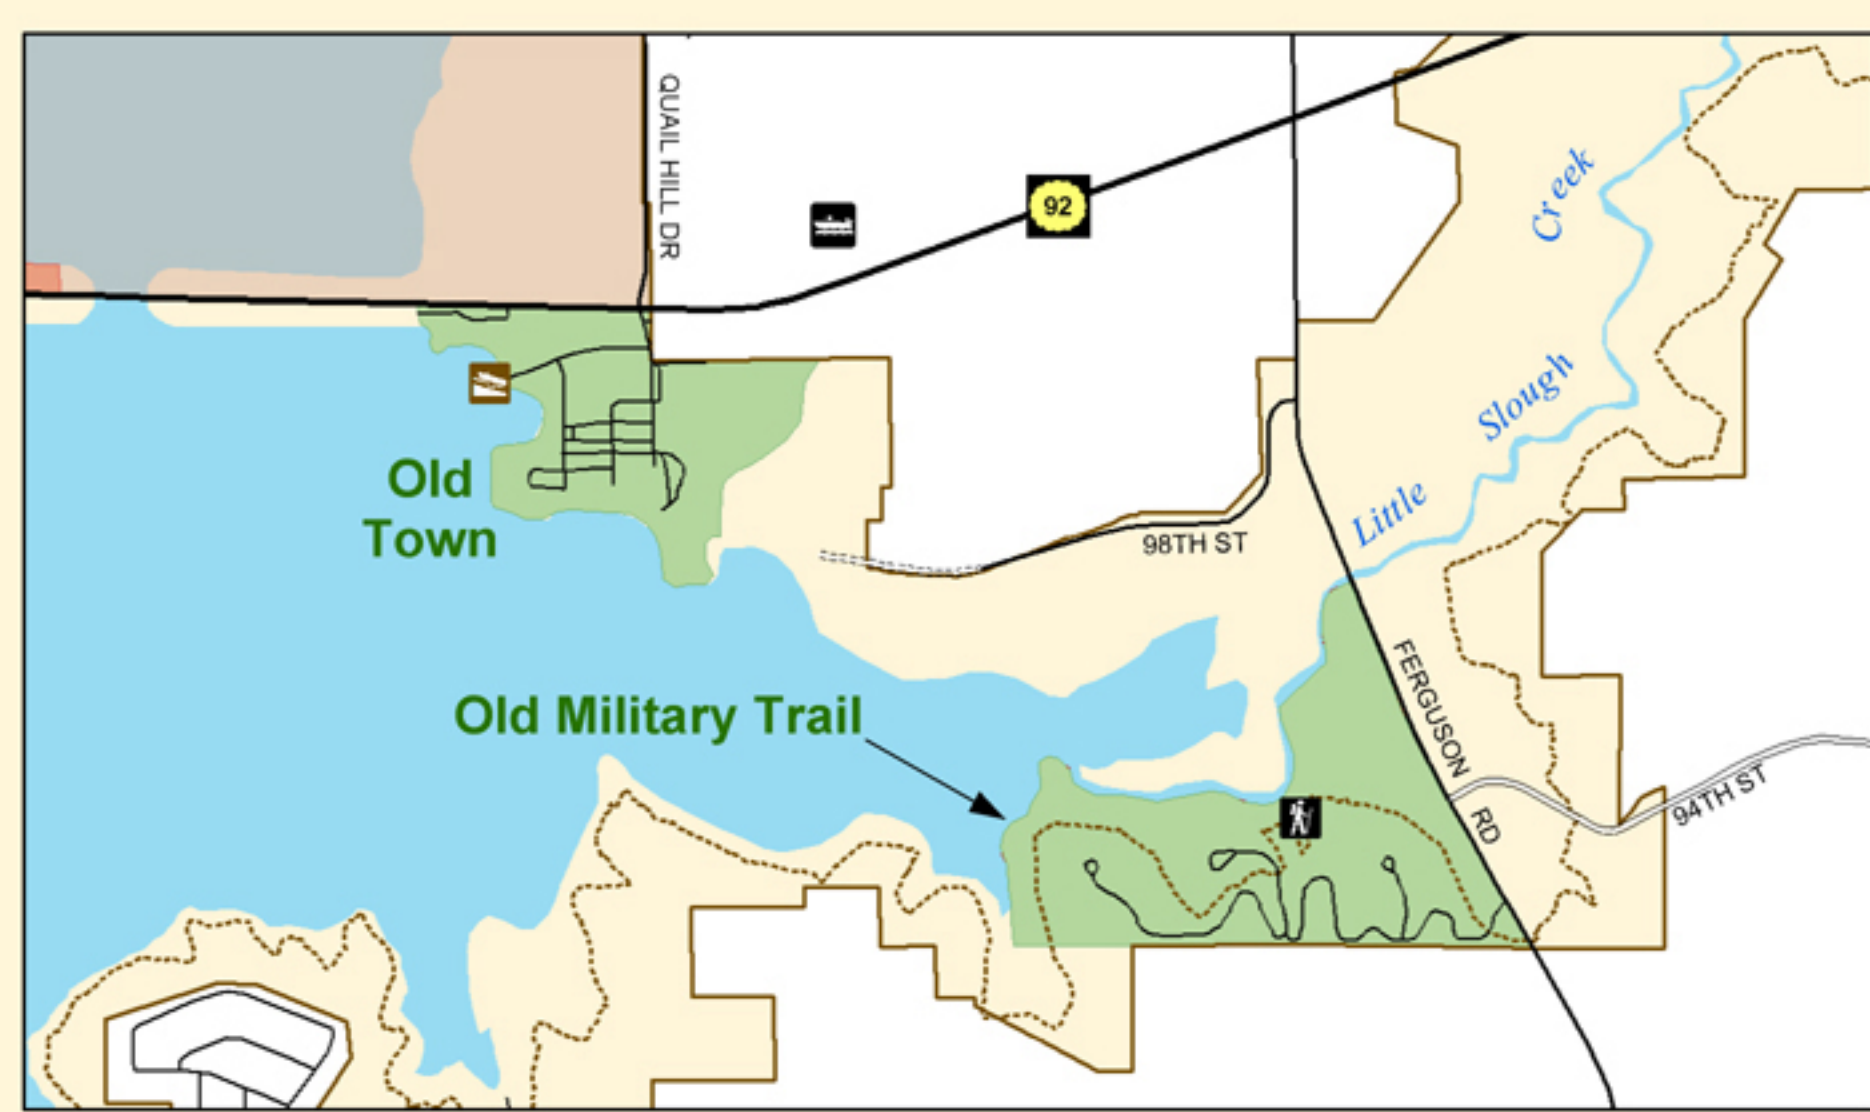 QUAIL HILL DR
92
Creek
Slough
Little
Old
Town
98TH ST
Old Military Trail
FERGUSON RD
94TH ST